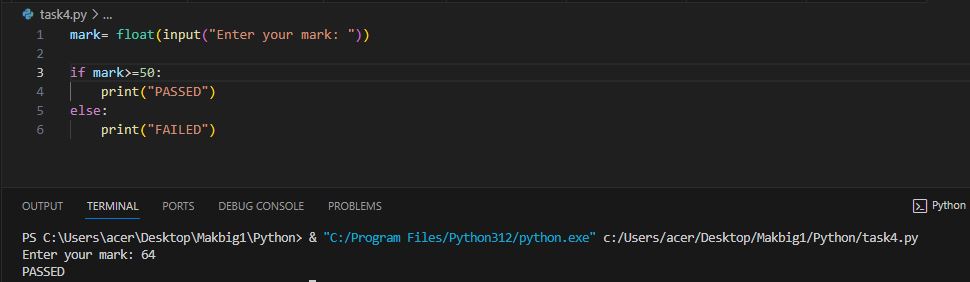 task4.py > ...
1 mark= float(input("Enter your mark: "))
2
3 if mark>=50:
4     print("PASSED")
5 else:
6     print("FAILED")
OUTPUT TERMINAL PORTS DEBUG CONSOLE PROBLEMS Python
PS C:\Users\acer\Desktop\Makbig1\Python> & "C:/Program Files/Python312/python.exe" c:/Users/acer/Desktop/Makbig1/Python/task4.py
Enter your mark: 64
PASSED